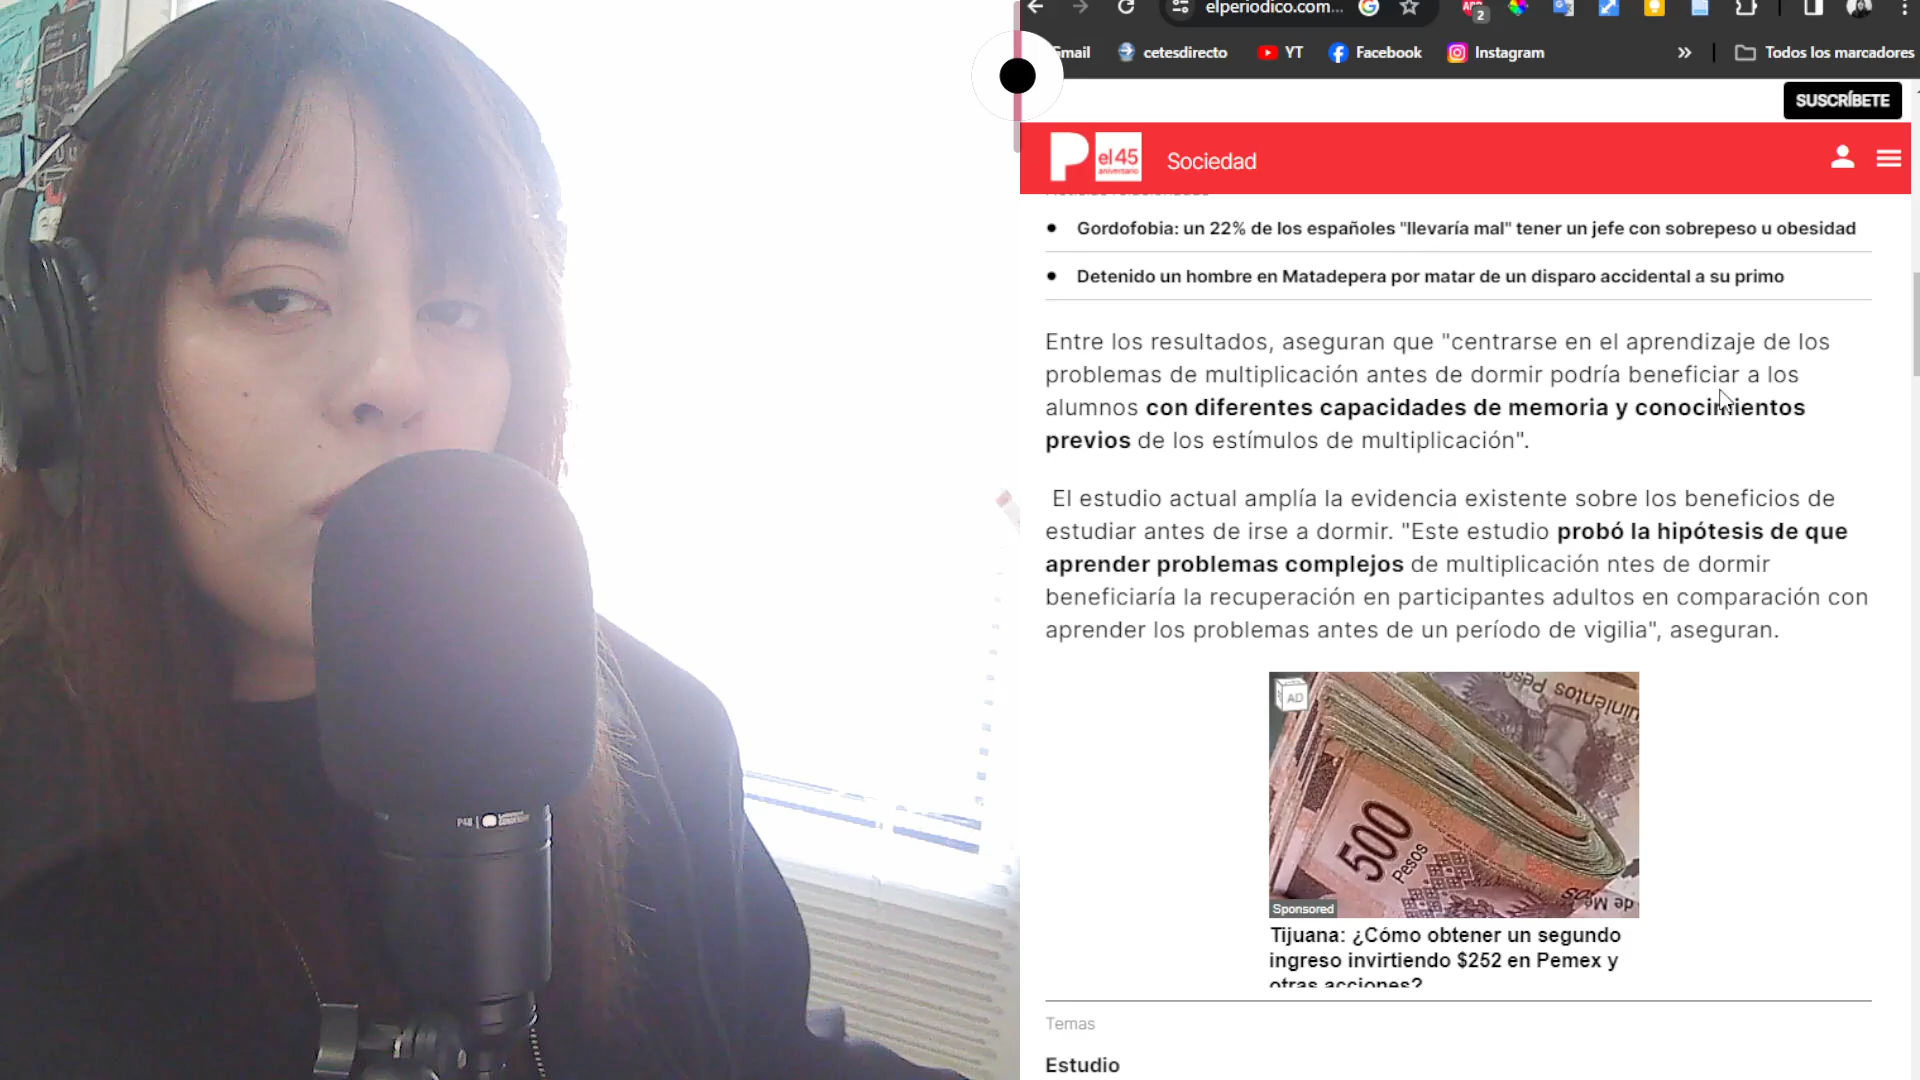 elperiodico.com...
2
Gmail
cetesdirecto
YT
Facebook
Instagram
»
Todos los marcadores
SUSCRÍBETE
P el 45 aniversario
Sociedad
Gordofobia: un 22% de los españoles "llevaría mal" tener un jefe con sobrepeso u obesidad
Detenido un hombre en Matadepera por matar de un disparo accidental a su primo
Entre los resultados, aseguran que "centrarse en el aprendizaje de los
problemas de multiplicación antes de dormir podría beneficiar a los
alumnos con diferentes capacidades de memoria y conocimientos
previos de los estímulos de multiplicación".
El estudio actual amplía la evidencia existente sobre los beneficios de
estudiar antes de irse a dormir. "Este estudio probó la hipótesis de que
aprender problemas complejos de multiplicación ntes de dormir
beneficiaría la recuperación en participantes adultos en comparación con
aprender los problemas antes de un período de vigilia", aseguran.
AD
500
Pesos
Sponsored
Tijuana: ¿Cómo obtener un segundo
ingreso invirtiendo $252 en Pemex y
otras acciones?
Temas
Estudio